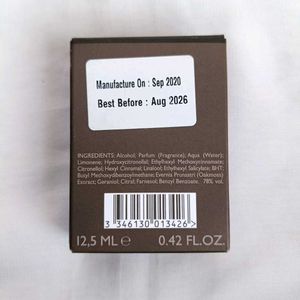 Manufacture On : Sep 2020
Best Before : Aug 2026
INGREDIENTS: Alcohol; Parfum (Fragrance); Aqua (Water);
Limonene; Hydroxycitronellal; Ethylhexyl Methoxycinnamate;
Citronellol; Hexyl Cinnamal; Linalool; Ethylhexyl Salicylate; BHT;
Butyl Methoxydibenzoylmethane; Evernia Prunastri (Oakmoss)
Extract; Geraniol; Citral; Farnesol; Benzyl Benzoate. 78% vol.
3 346130 013426 >
12,5 ML e 0.42 FL.OZ.